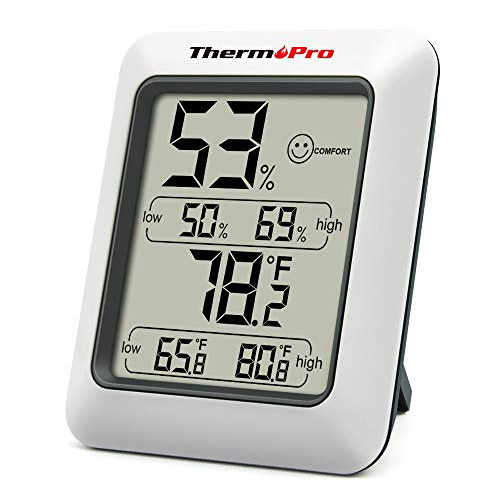 ThermoPro
53%
COMFORT
low 50% 69% high
78.2°F
low 65.8°F 80.8°F high